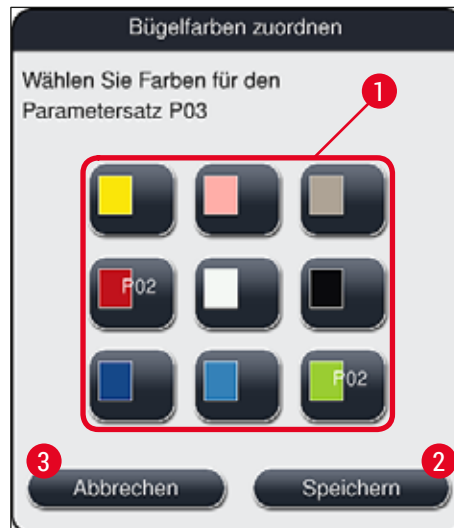 Bügelfarben zuordnen
Wählen Sie Farben für den
Parametersatz P03
1
P02
P02
3
2
Abbrechen
Speichern